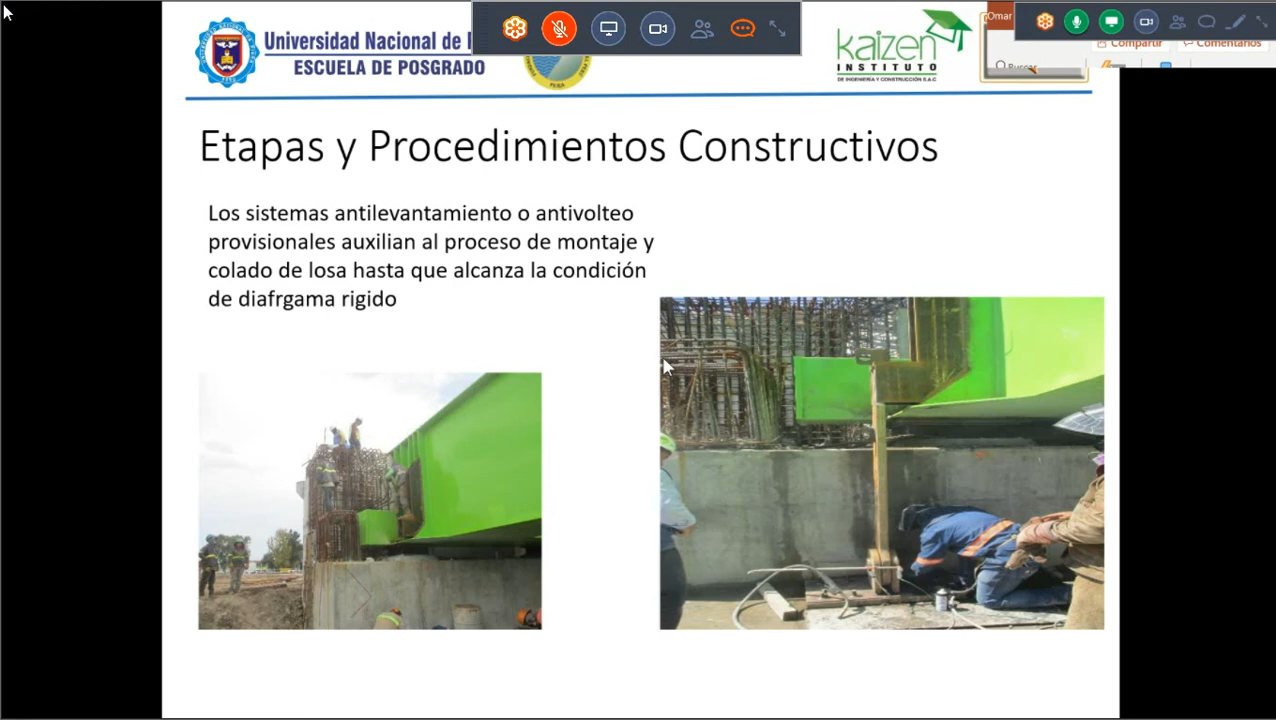 Universidad Nacional de
ESCUELA DE POSGRADO
kaizen
INSTITUTO
DE INGENIERÍA Y CONSTRUCCIÓN S.A.C
Omar
Compartir
Comentarios
Buscar
Etapas y Procedimientos Constructivos
Los sistemas antilevantamiento o antivolteo
provisionales auxilian al proceso de montaje y
colado de losa hasta que alcanza la condición
de diafrgama rigido